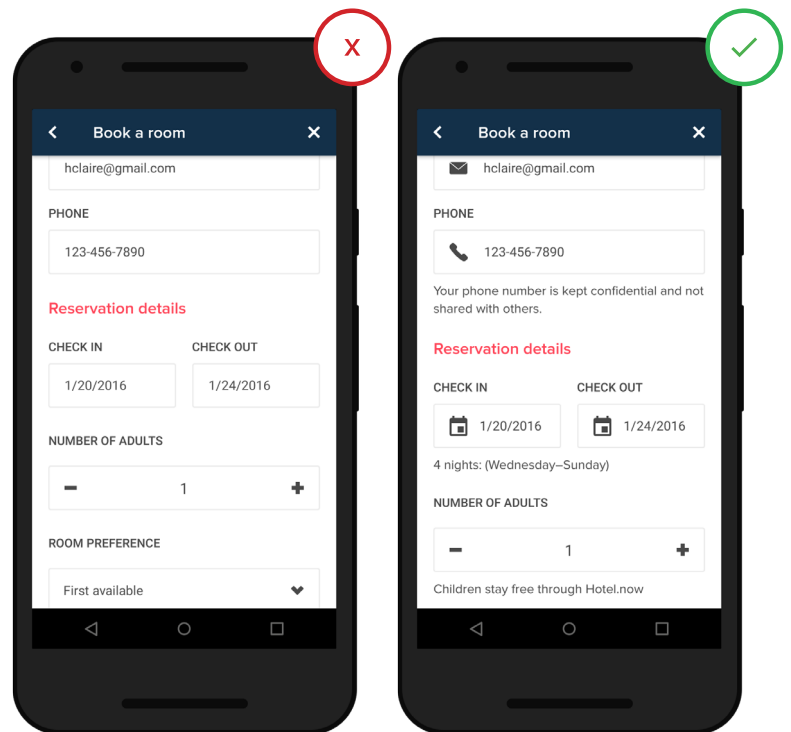 X
Book a room
hclaire@gmail.com
PHONE
123-456-7890
Reservation details
CHECK IN CHECK OUT
1/20/2016 1/24/2016
NUMBER OF ADULTS
1
ROOM PREFERENCE
First available
Book a room
hclaire@gmail.com
PHONE
123-456-7890
Your phone number is kept confidential and not
shared with others.
Reservation details
CHECK IN CHECK OUT
1/20/2016 1/24/2016
4 nights: (Wednesday–Sunday)
NUMBER OF ADULTS
1
Children stay free through Hotel.now